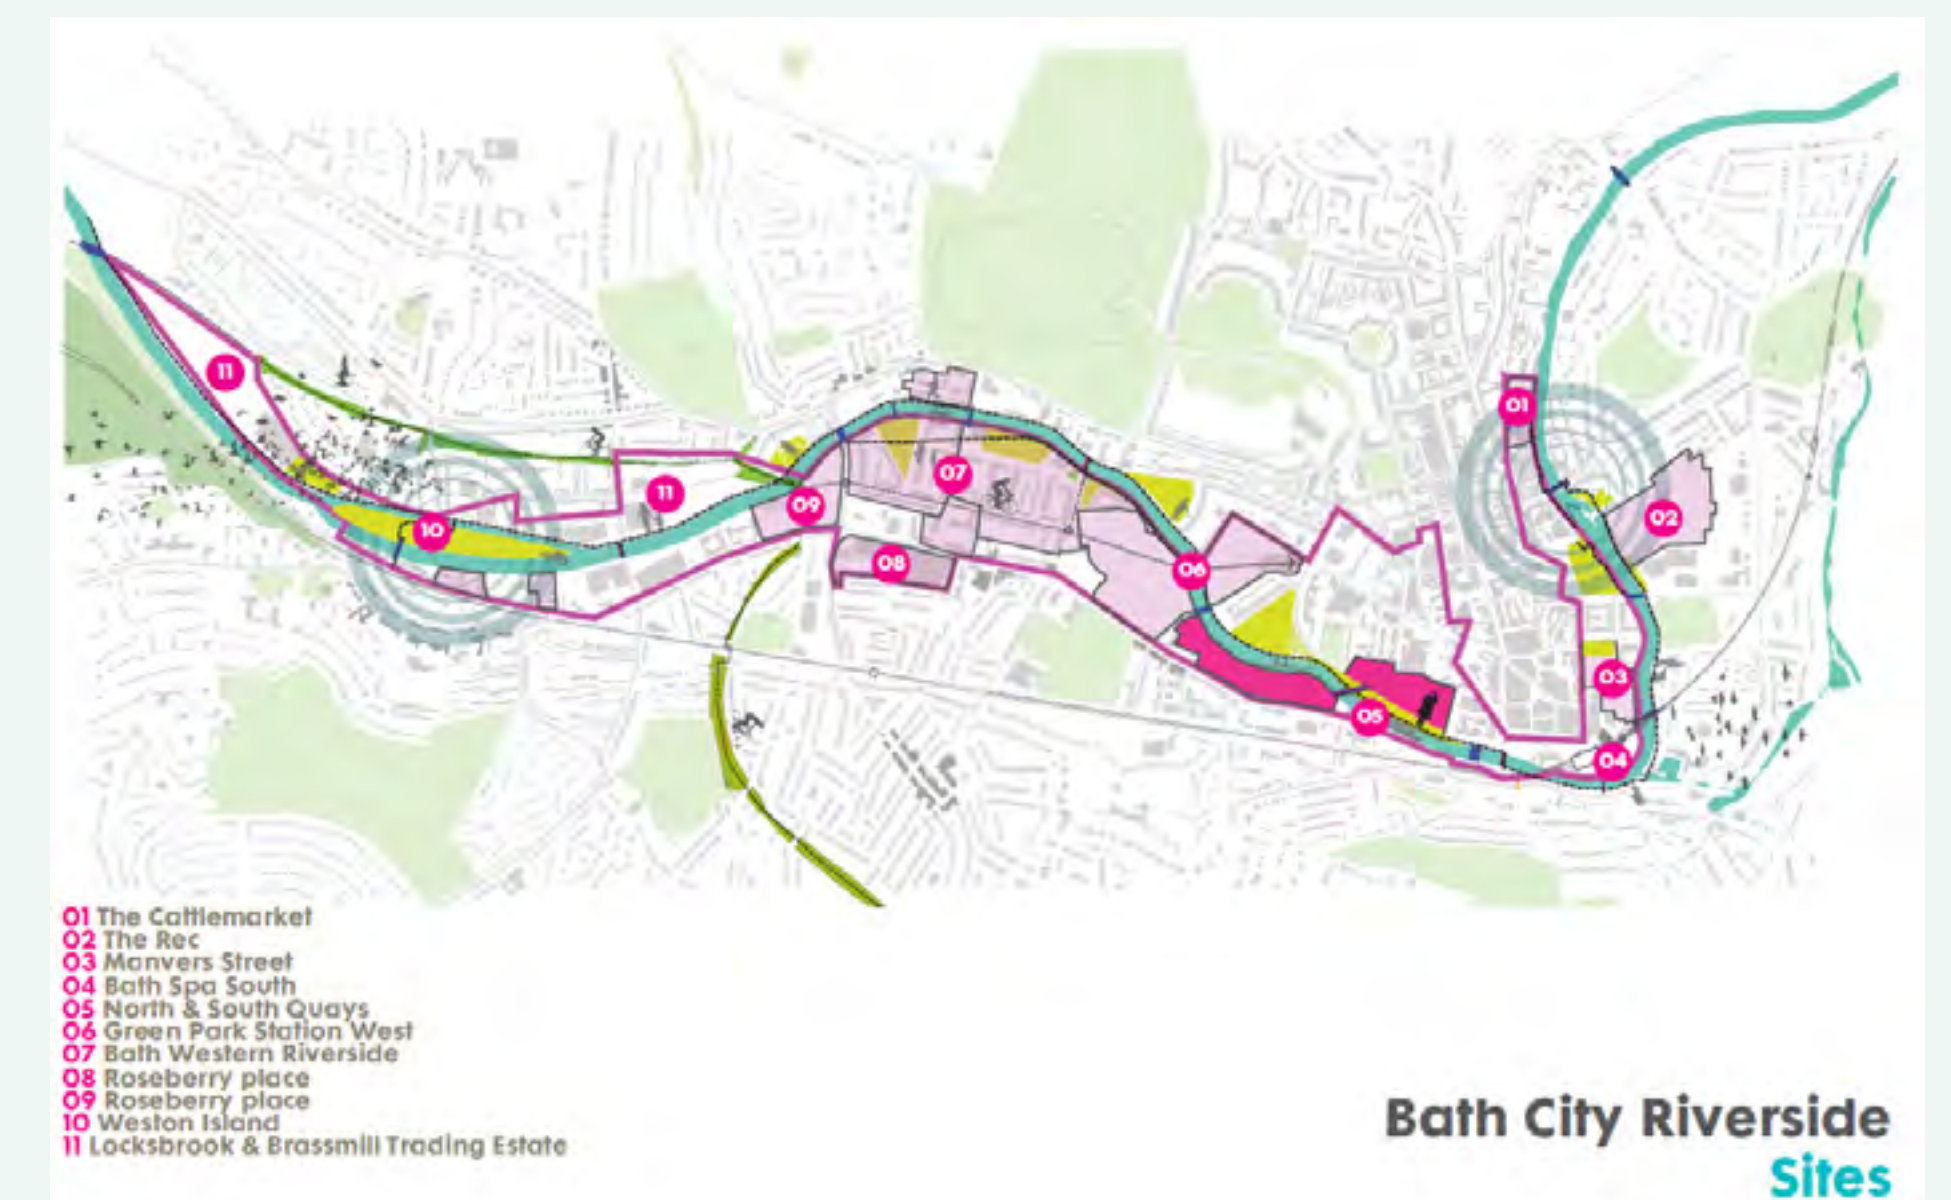 11
01
07
11
10
09
02
08
06
03
05
04
01 The Cattlemarket
02 The Rec
03 Manvers Street
04 Bath Spa South
05 North & South Quays
06 Green Park Station West
07 Bath Western Riverside
08 Roseberry place
09 Roseberry place
10 Weston Island
11 Locksbrook & Brassmill Trading Estate
Bath City Riverside
Sites